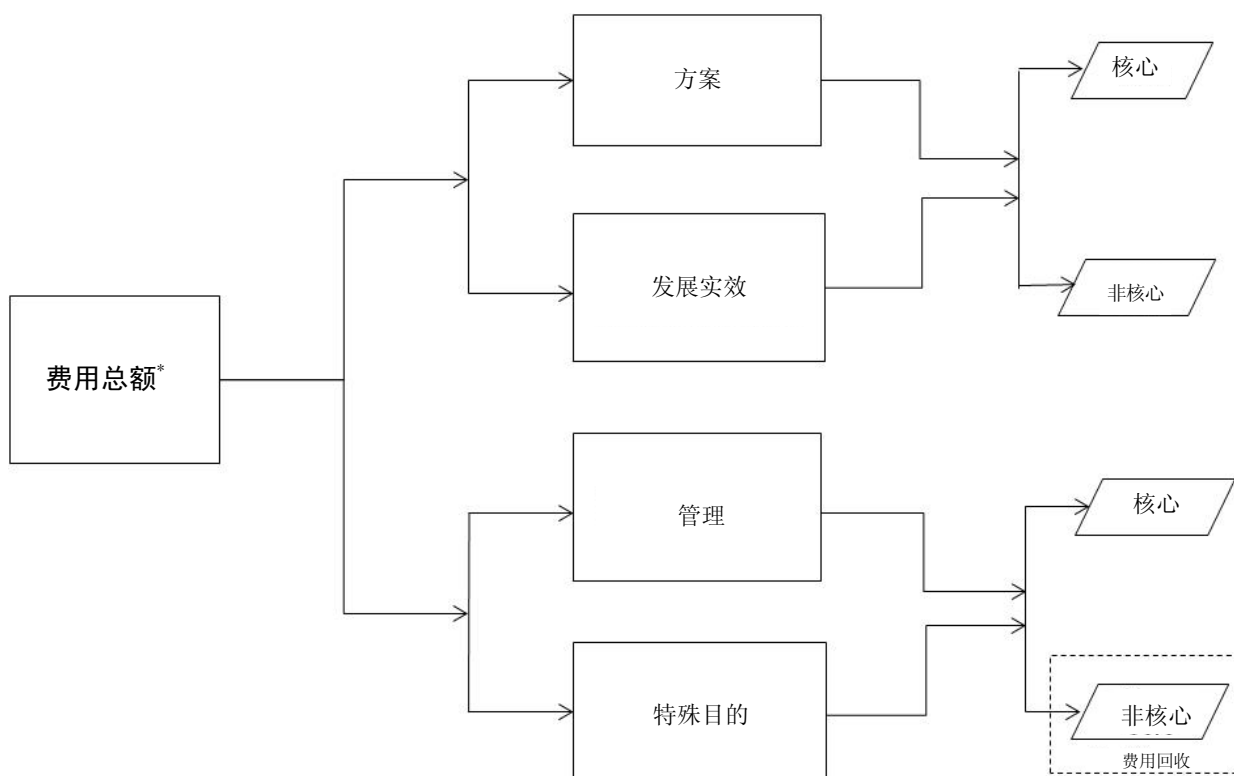 方案
核心
发展实效
非核心
费用总额*
管理
核心
特殊目的
非核心
费用回收